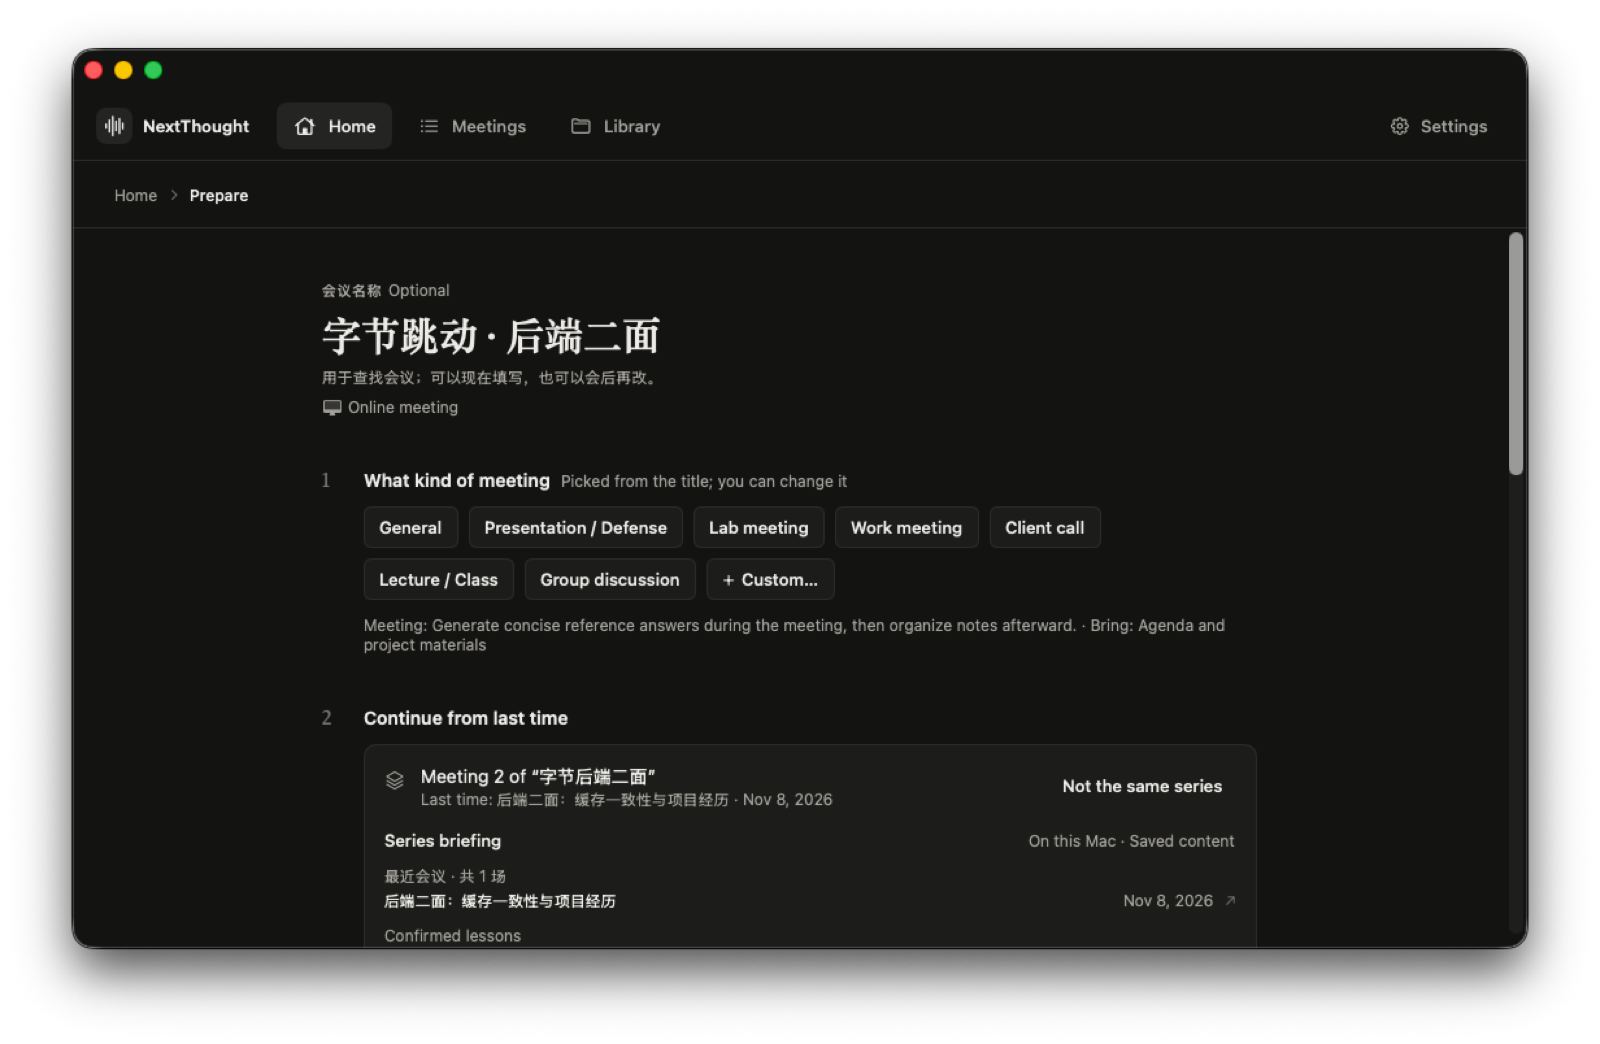 NextThought Home Meetings Library Settings
Home > Prepare
会议名称 Optional
字节跳动 · 后端二面
用于查找会议；可以现在填写，也可以会后再改。
Online meeting
1 What kind of meeting Picked from the title; you can change it
General Presentation / Defense Lab meeting Work meeting Client call
Lecture / Class Group discussion + Custom...
Meeting: Generate concise reference answers during the meeting, then organize notes afterward. · Bring: Agenda and
project materials
2 Continue from last time
Meeting 2 of “字节后端二面”
Not the same series
Last time: 后端二面：缓存一致性与项目经历 · Nov 8, 2026
Series briefing On this Mac · Saved content
最近会议 · 共 1 场
后端二面：缓存一致性与项目经历 Nov 8, 2026 ↗
Confirmed lessons